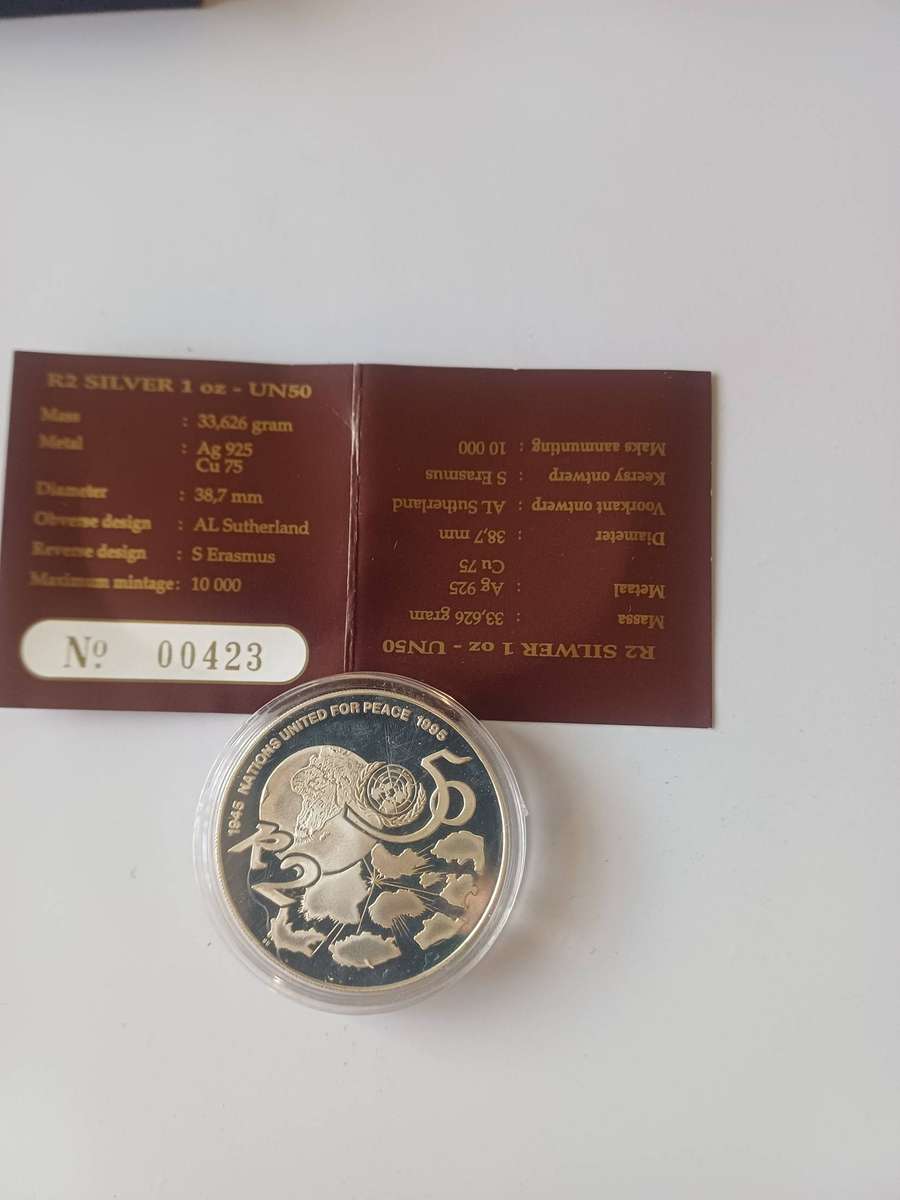 R2 SILVER 1 oz - UN50
Mass : 33,626 gram
Metal : Ag 925
Cu 75
Diameter : 38,7 mm
Obverse design : AL Sutherland
Reverse design : S Erasmus
Maximum mintage : 10 000
No. 00423
R2 SILWER 1 oz - UN50
Massa : 33,626 gram
Metaal : Ag 925
Cu 75
Diameter : 38,7 mm
Voorkant ontwerp : AL Sutherland
Keersy ontwerp : S Erasmus
Maks aanmunting : 10 000
1945 NATIONS UNITED FOR PEACE 1995
50
R2